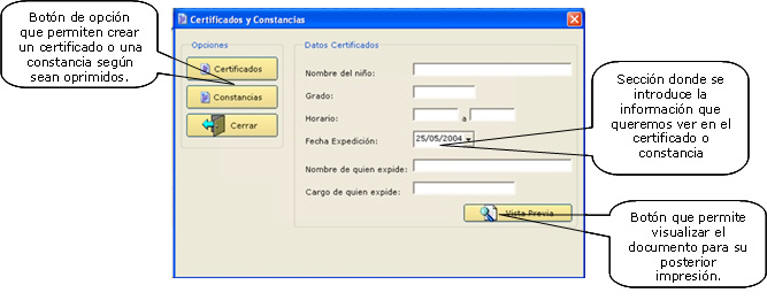 Botón de opción
que permiten crear
un certificado o una
constancia según
sean oprimidos.
Certificados y Constancias
Opciones
Certificados
Constancias
Cerrar
Datos Certificados
Nombre del niño:
Grado:
Horario:
a
Fecha Expedición:
25/05/2004
Nombre de quien expide:
Cargo de quien expide:
Vista Previa
Sección donde se
introduce la
información que
queremos ver en el
certificado o
constancia
Botón que permite
visualizar el
documento para su
posterior
impresión.